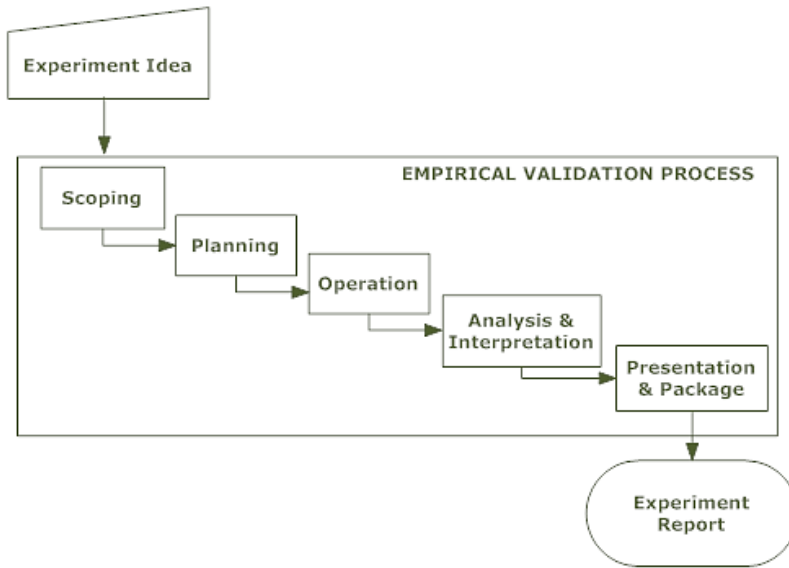 Experiment Idea
EMPIRICAL VALIDATION PROCESS
Scoping
Planning
Operation
Analysis &
Interpretation
Presentation
& Package
Experiment
Report